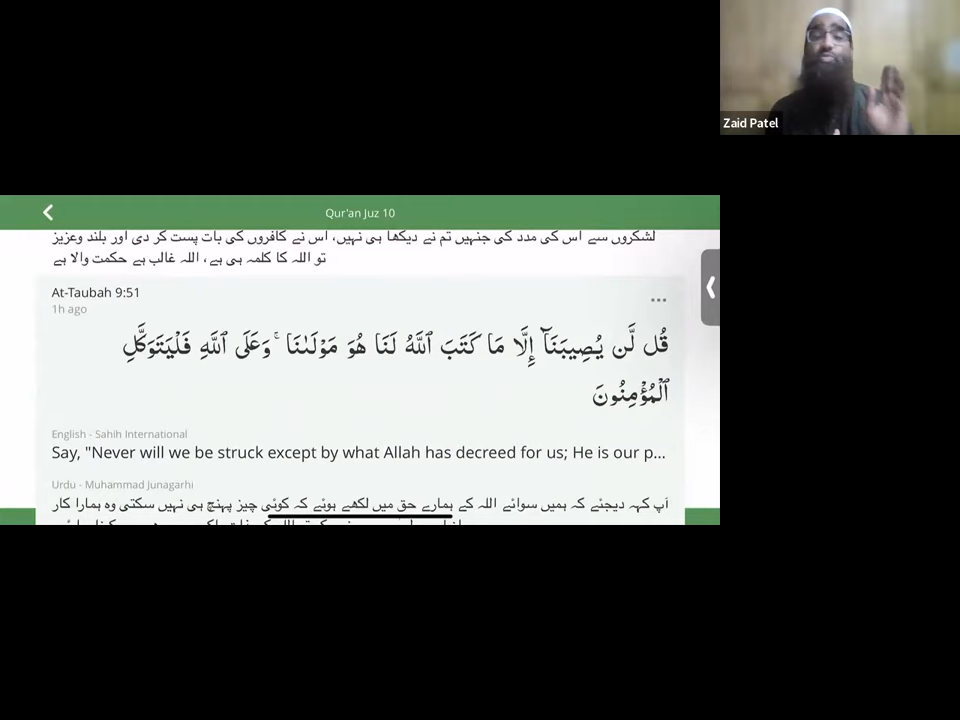 Zaid Patel
Qur'an Juz 10
لشکروں سے اس کی مدد کی جنہیں تم نے دیکھا ہی نہیں، اس نے کافروں کی بات پست کر دی اور بلند وعزیز
تو اللہ کا کلمہ ہی ہے، اللہ غالب ہے حکمت واﻻ ہے
At-Taubah 9:51
1h ago
قُل لَّن يُصِيبَنَآ إِلَّا مَا كَتَبَ ٱللَّهُ لَنَا هُوَ مَوْلَىٰنَا ۚ وَعَلَى ٱللَّهِ فَلْيَتَوَكَّلِ
ٱلْمُؤْمِنُونَ
English - Sahih International
Say, "Never will we be struck except by what Allah has decreed for us; He is our p...
Urdu - Muhammad Junagarhi
آپ کہہ دیجئے کہ ہمیں سوائے اللہ کے ہمارے حق میں لکھے ہوئے کہ کوئی چیز پہنچ ہی نہیں سکتی وه ہمارا کار